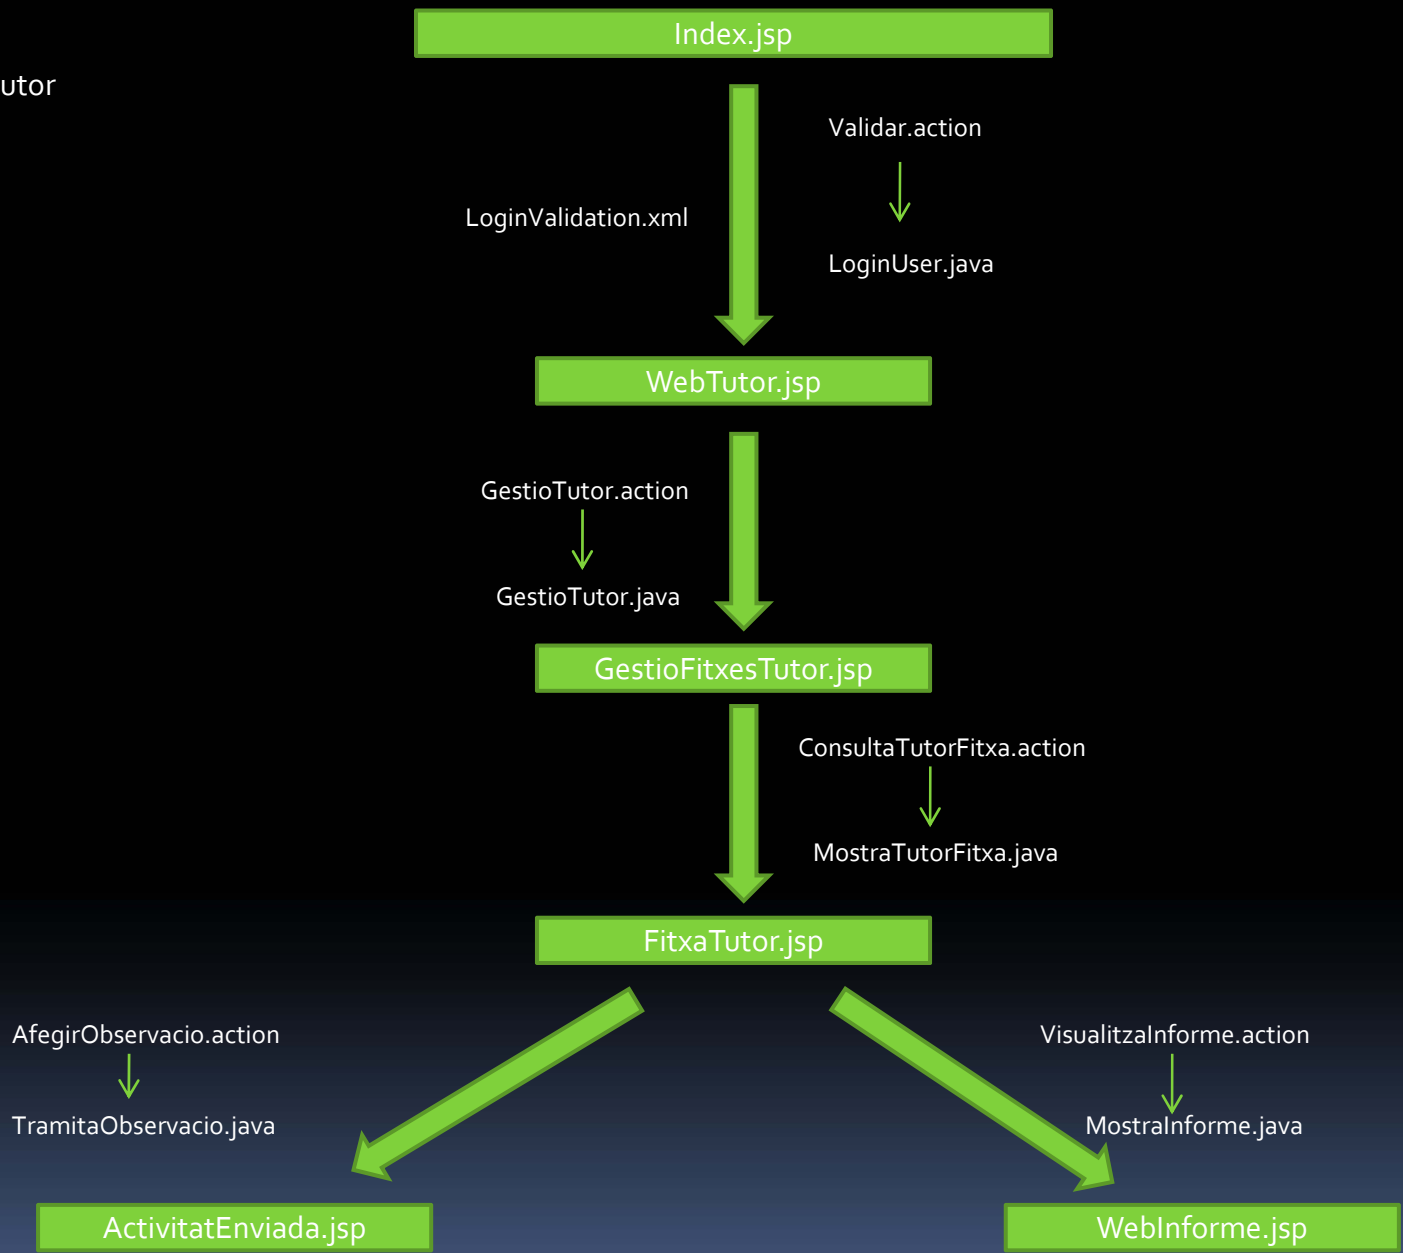 Index.jsp
utor
Validar.action
LoginValidation.xml
LoginUser.java
WebTutor.jsp
GestioTutor.action
GestioTutor.java
GestioFitxesTutor.jsp
ConsultaTutorFitxa.action
MostraTutorFitxa.java
FitxaTutor.jsp
AfegirObservacio.action
VisualitzaInforme.action
TramitaObservacio.java
MostraInforme.java
ActivitatEnviada.jsp
WebInforme.jsp